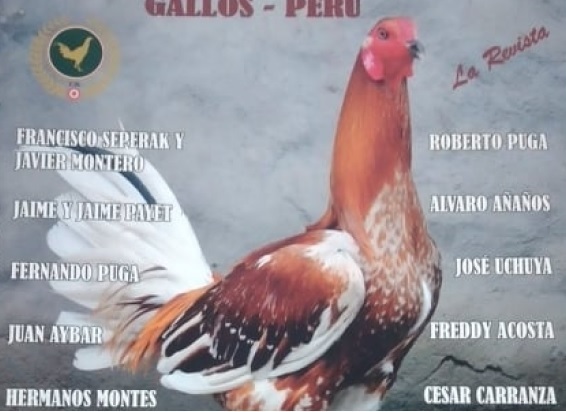 GALLOS - PERU
La Revista
FRANCISCO SEPERAK Y
JAVIER MONTERO
JAIME Y JAIME PAYET
FERNANDO PUGA
JUAN AYBAR
HERMANOS MONTES
ROBERTO PUGA
ALVARO AÑAÑOS
JOSÉ UCHUYA
FREDDY ACOSTA
CESAR CARRANZA